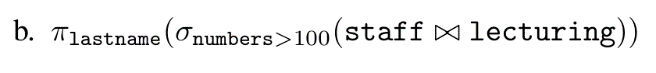 b. π_lastname(σ_numbers>100(staff ⋈ lecturing))